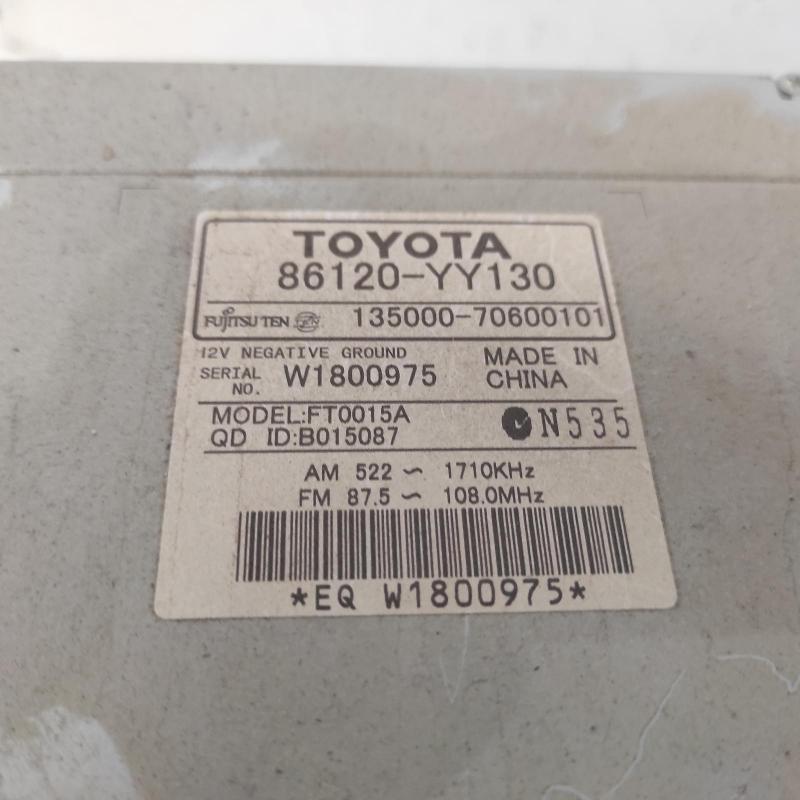 TOYOTA
86120-YY130
FUJITSU TEN TEN 135000-70600101
12V NEGATIVE GROUND
SERIAL NO. W1800975
MADE IN CHINA
MODEL:FT0015A
QD ID:B015087
N535
AM 522 ~ 1710KHz
FM 87.5 ~ 108.0MHz
*EQ W1800975*